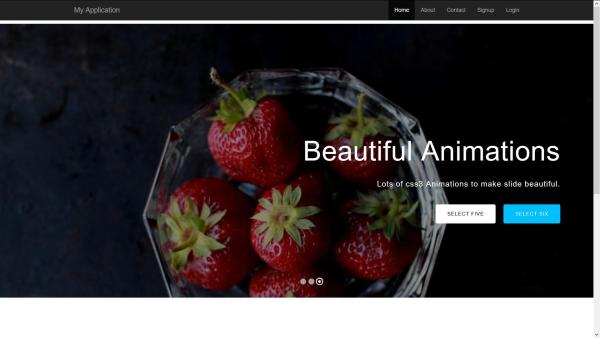 My Application
Home About Contact Signup Login
Beautiful Animations
Lots of css3 Animations to make slide beautiful.
SELECT FIVE SELECT SIX